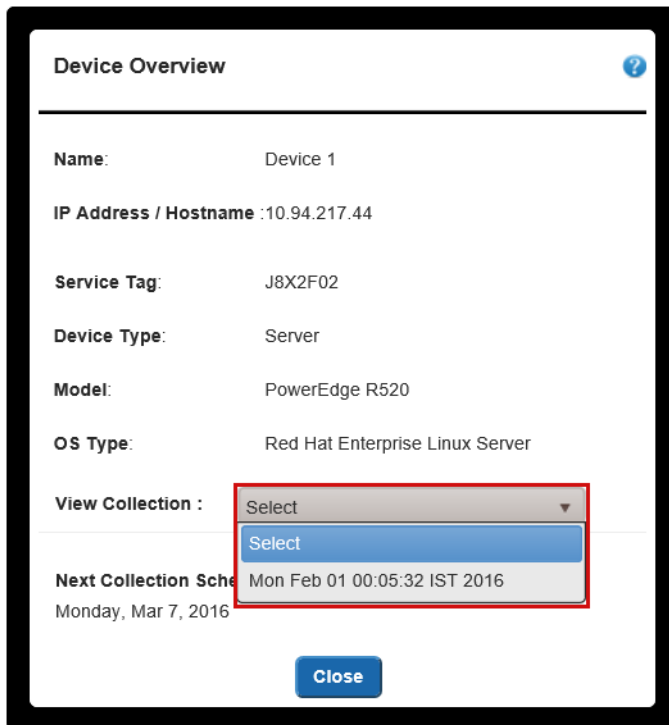 Device Overview ?
Name: Device 1
IP Address / Hostname :10.94.217.44
Service Tag: J8X2F02
Device Type: Server
Model: PowerEdge R520
OS Type: Red Hat Enterprise Linux Server
View Collection : Select
Select
Next Collection Sche Mon Feb 01 00:05:32 IST 2016
Monday, Mar 7, 2016
Close